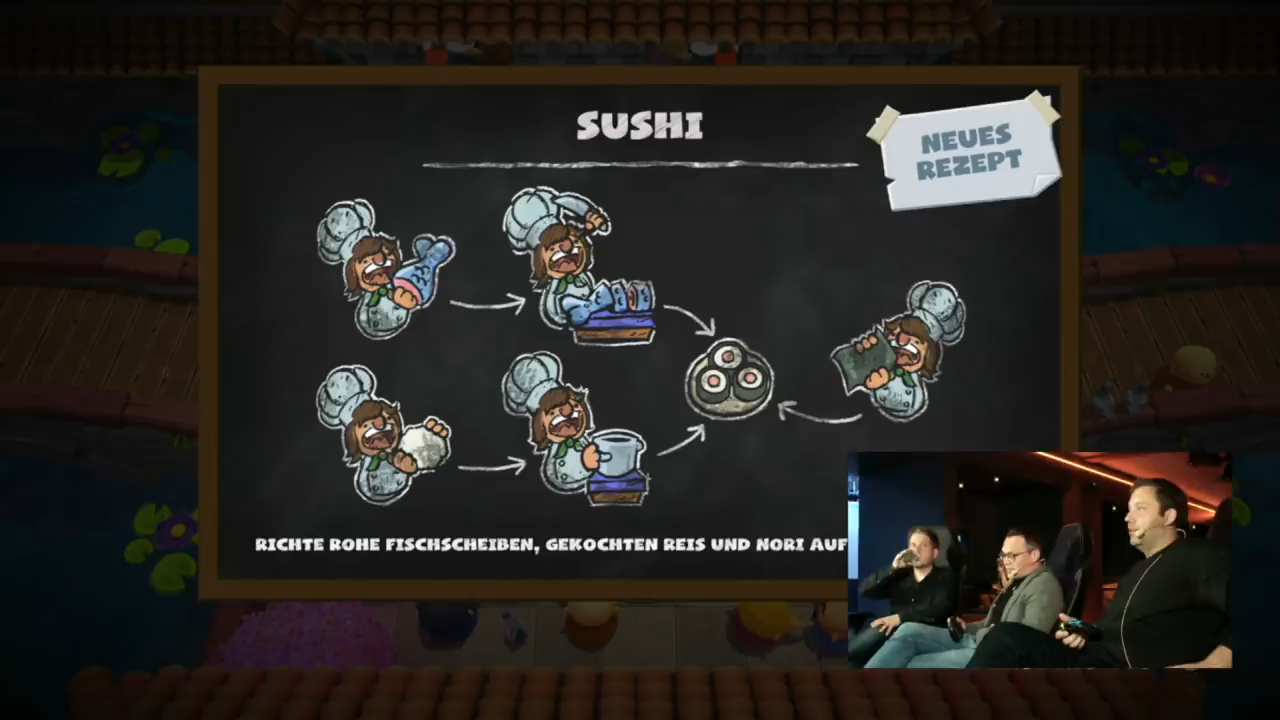 SUSHI
NEUES
REZEPT
RICHTE ROHE FISCHSCHEIBEN, GEKOCHTEN REIS UND NORI AUF